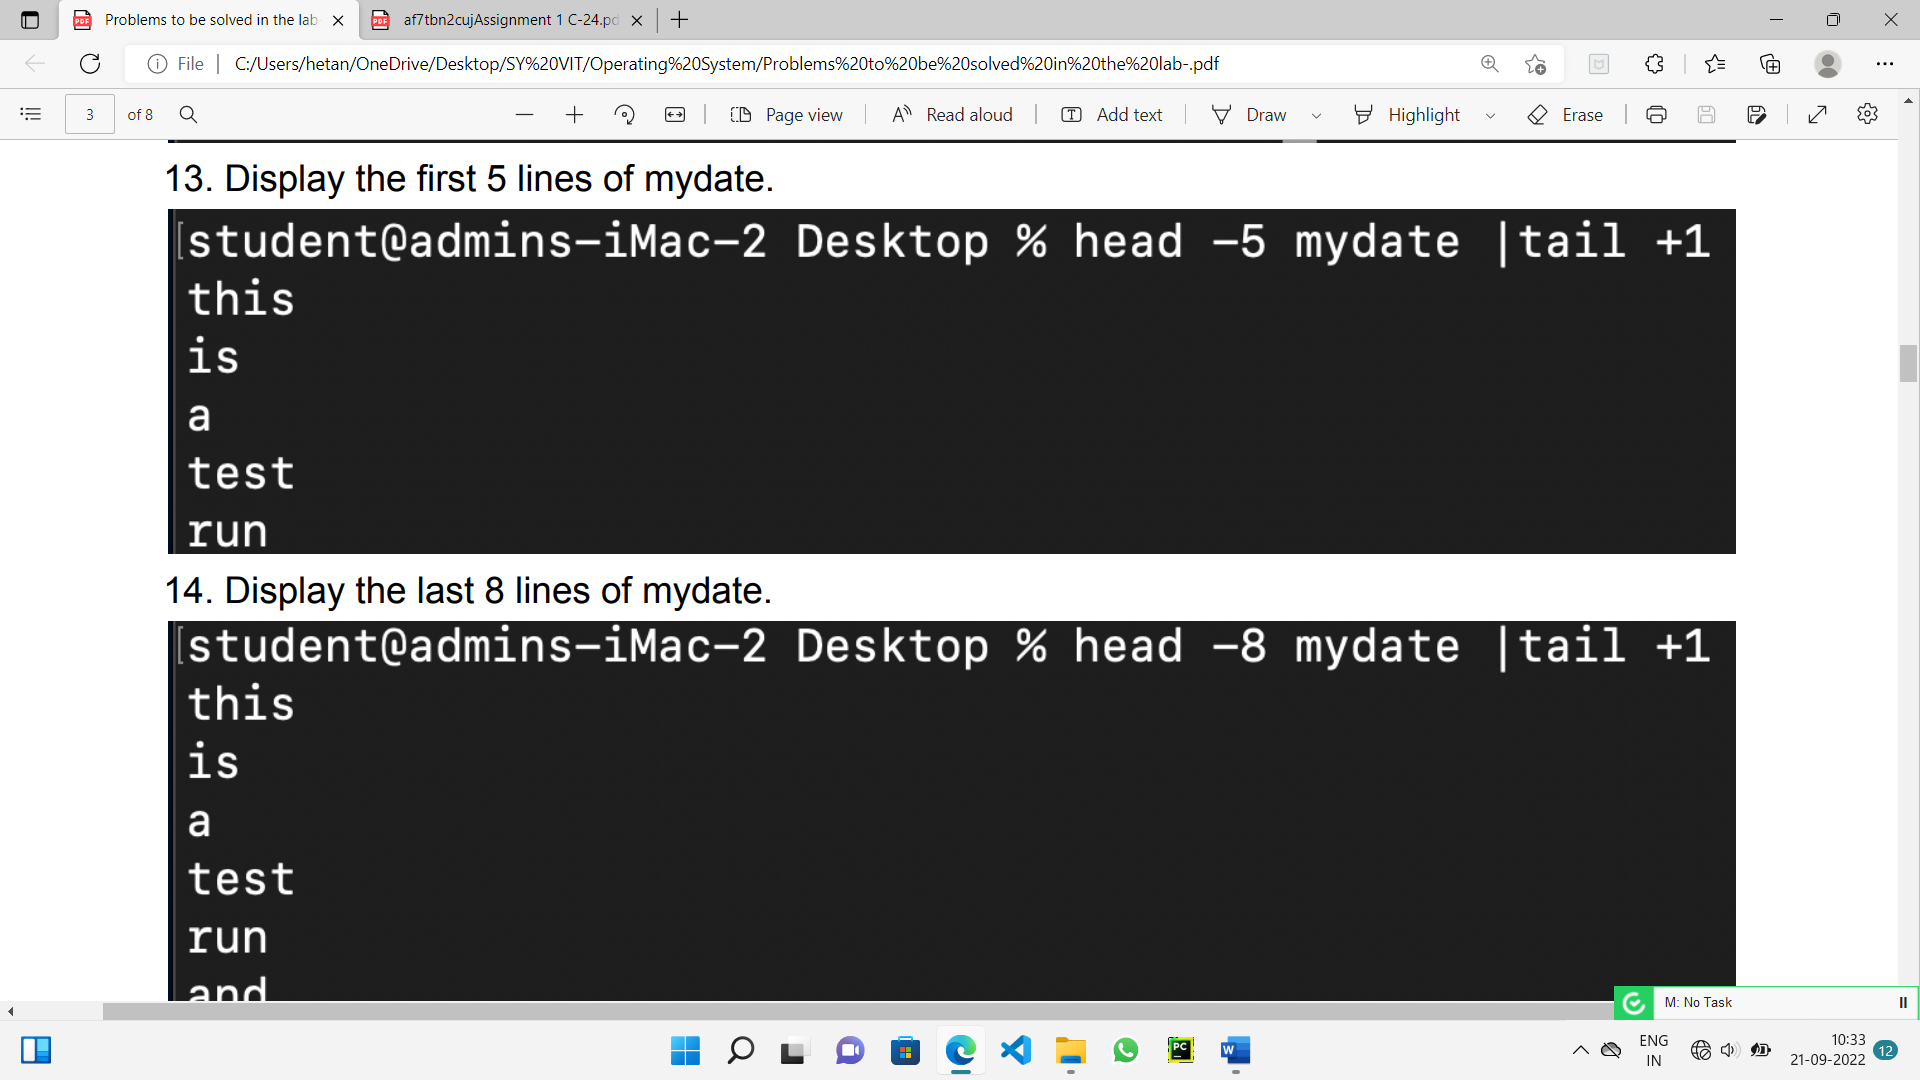 Problems to be solved in the lab
af7tbn2cujAssignment 1 C-24.pd
File
C:/Users/hetan/OneDrive/Desktop/SY%20VIT/Operating%20System/Problems%20to%20be%20solved%20in%20the%20lab-.pdf
3 of 8
Page view
Read aloud
Add text
Draw
Highlight
Erase
13. Display the first 5 lines of mydate.
[student@admins-iMac-2 Desktop % head -5 mydate |tail +1
this
is
a
test
run
14. Display the last 8 lines of mydate.
[student@admins-iMac-2 Desktop % head -8 mydate |tail +1
this
is
a
test
run
and
M: No Task
ENG
IN
10:33
21-09-2022
12